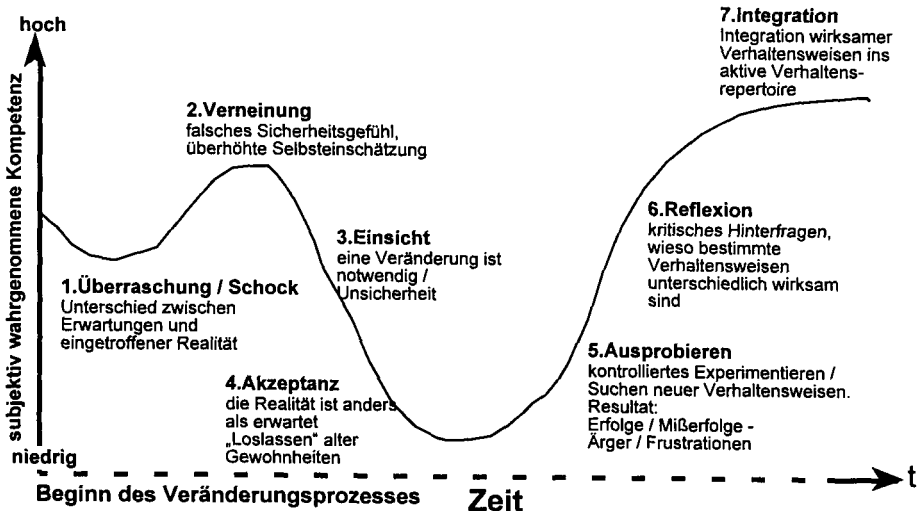 hoch
subjektiv wahrgenommene Kompetenz
niedrig
1.Überraschung / Schock
Unterschied zwischen
Erwartungen und
eingetroffener Realität
2.Verneinung
falsches Sicherheitsgefühl,
überhöhte Selbsteinschätzung
3.Einsicht
eine Veränderung ist
notwendig /
Unsicherheit
4.Akzeptanz
die Realität ist anders
als erwartet
„Loslassen“ alter
Gewohnheiten
5.Ausprobieren
kontrolliertes Experimentieren /
Suchen neuer Verhaltensweisen.
Resultat:
Erfolge / Mißerfolge -
Ärger / Frustrationen
6.Reflexion
kritisches Hinterfragen,
wieso bestimmte
Verhaltensweisen
unterschiedlich wirksam
sind
7.Integration
Integration wirksamer
Verhaltensweisen ins
aktive Verhaltens-
repertoire
Beginn des Veränderungsprozesses
Zeit
t